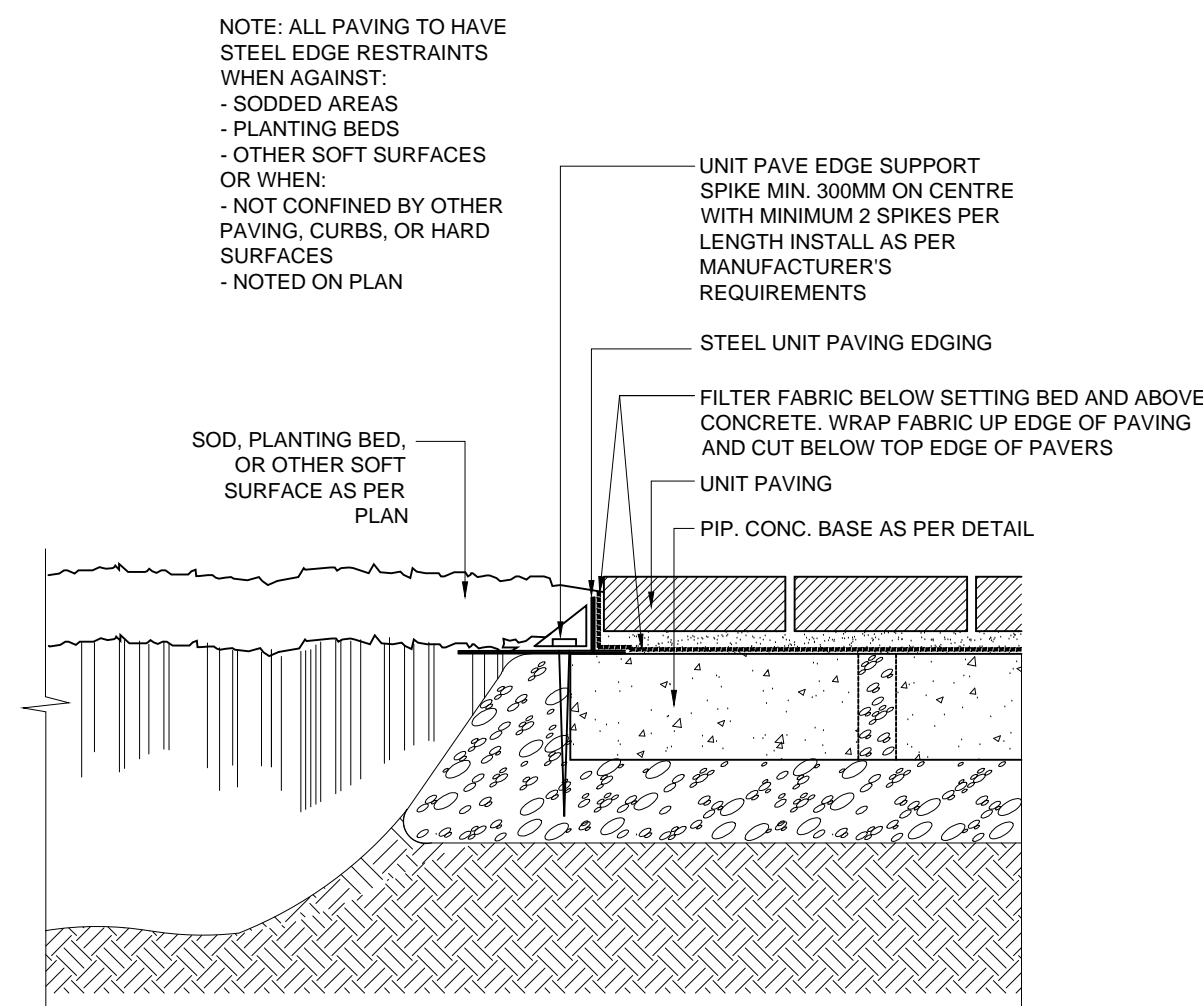 NOTE: ALL PAVING TO HAVE
STEEL EDGE RESTRAINTS
WHEN AGAINST:
- SODDED AREAS
- PLANTING BEDS
- OTHER SOFT SURFACES
OR WHEN:
- NOT CONFINED BY OTHER
PAVING, CURBS, OR HARD
SURFACES
- NOTED ON PLAN
UNIT PAVE EDGE SUPPORT
SPIKE MIN. 300MM ON CENTRE
WITH MINIMUM 2 SPIKES PER
LENGTH INSTALL AS PER
MANUFACTURER'S
REQUIREMENTS
STEEL UNIT PAVING EDGING
FILTER FABRIC BELOW SETTING BED AND ABOVE
CONCRETE. WRAP FABRIC UP EDGE OF PAVING
AND CUT BELOW TOP EDGE OF PAVERS
UNIT PAVING
PIP. CONC. BASE AS PER DETAIL
SOD, PLANTING BED,
OR OTHER SOFT
SURFACE AS PER
PLAN